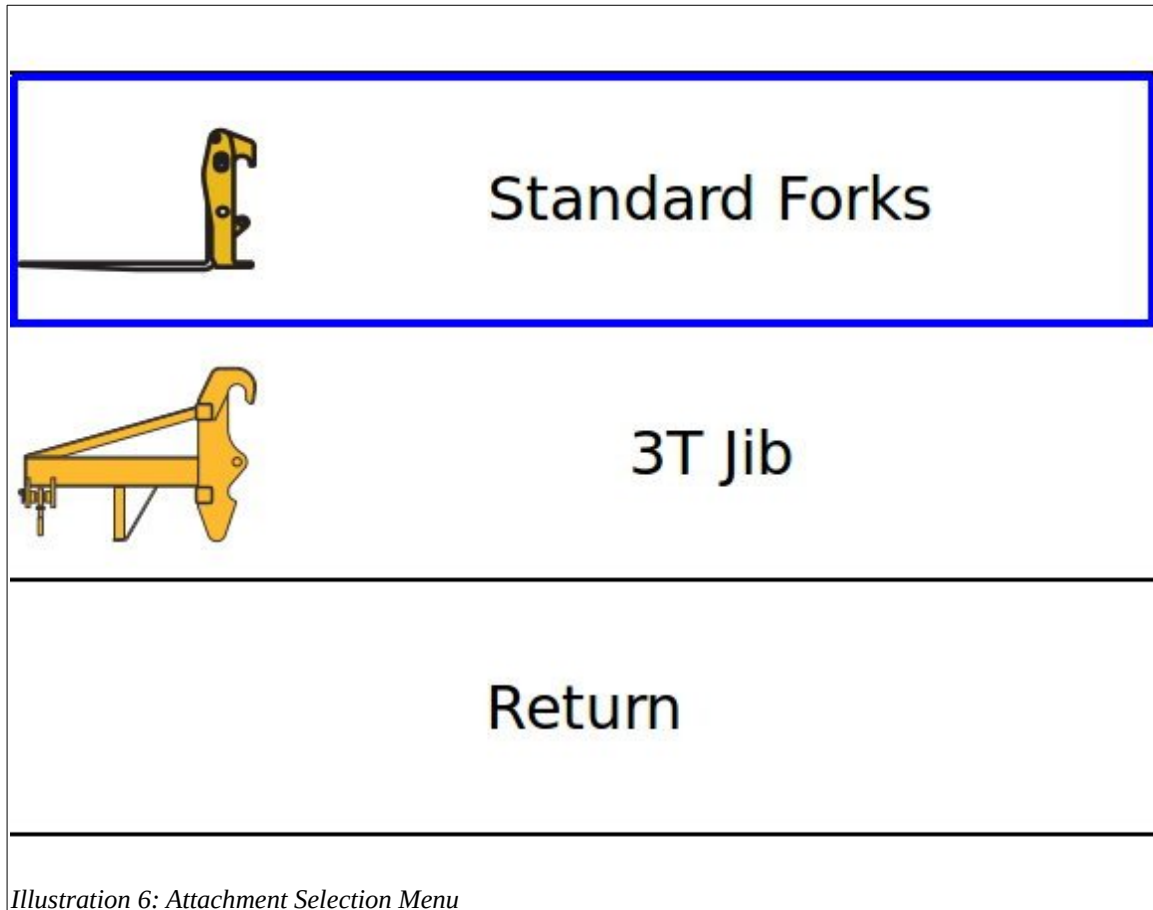 Standard Forks
3T Jib
Return
Illustration 6: Attachment Selection Menu